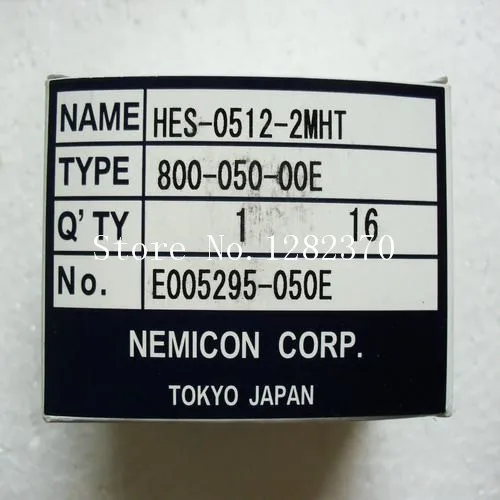 NAME HES-0512-2MHT
TYPE 800-050-00E
Q'TY 1 16
Store No. 1282370
No. E005295-050E
NEMICON CORP.
TOKYO JAPAN